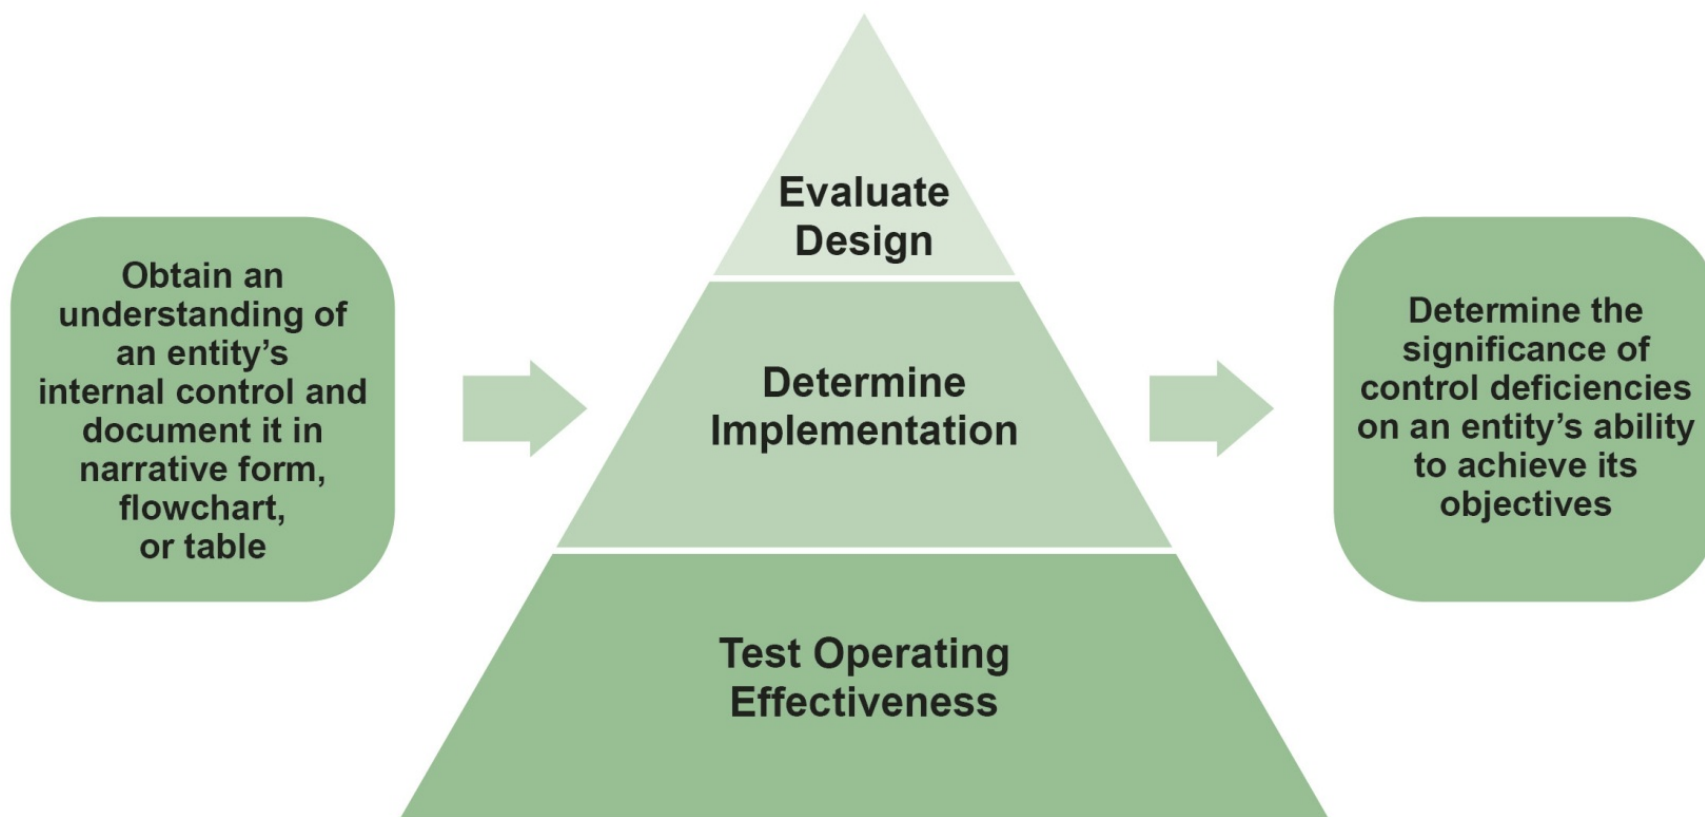 Obtain an
understanding of
an entity’s
internal control and
document it in
narrative form,
flowchart,
or table
Evaluate
Design
Determine
Implementation
Test Operating
Effectiveness
Determine the
significance of
control deficiencies
on an entity’s ability
to achieve its
objectives